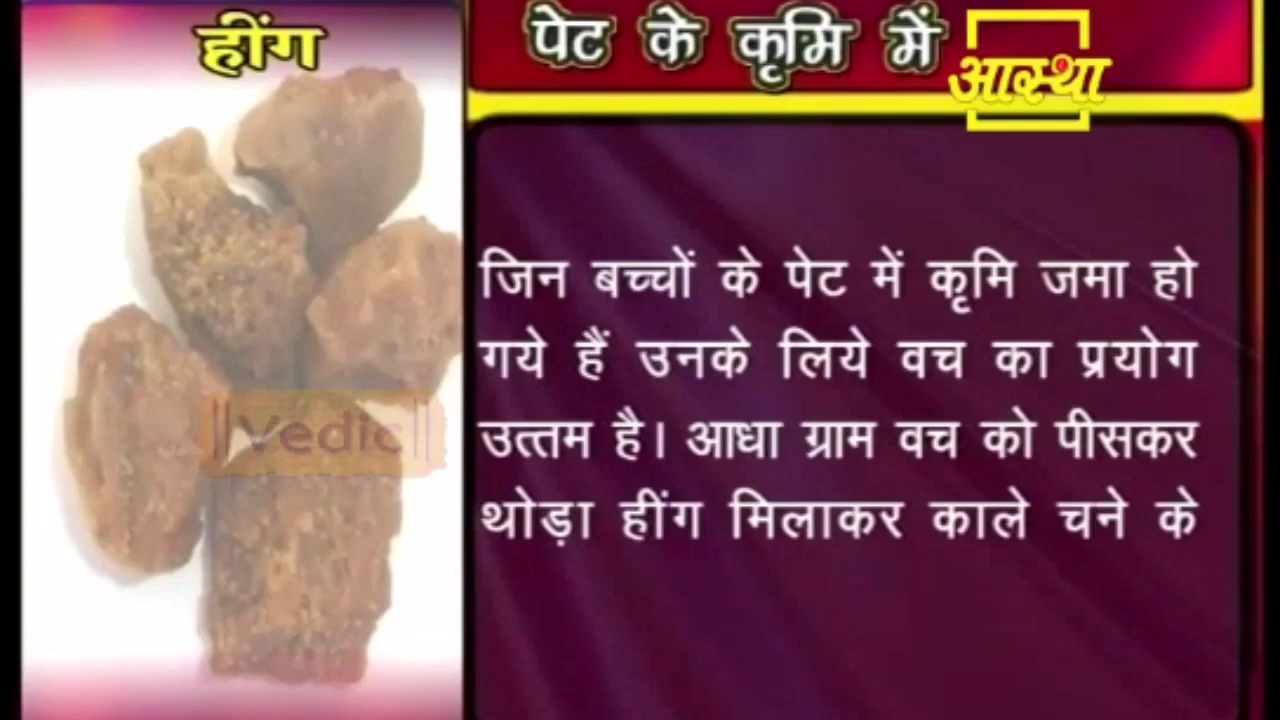 हींग
पेट के कृमि में
आस्था
जिन बच्चों के पेट में कृमि जमा हो
गये हैं उनके लिये वच का प्रयोग
उत्तम है। आधा ग्राम वच को पीसकर
थोड़ा हींग मिलाकर काले चने के
||Vedic||